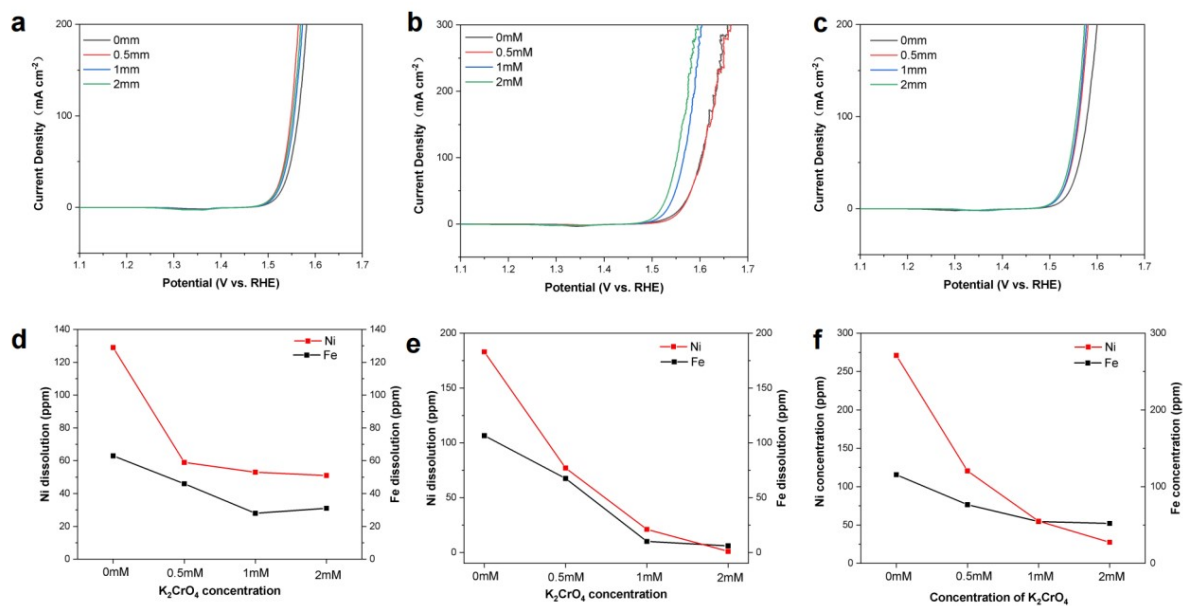 a
200
100
0
1.1 1.2 1.3 1.4 1.5 1.6 1.7
Current Density（mA cm⁻²)
Potential (V vs. RHE)
0mm
0.5mm
1mm
2mm
b
300
200
100
0
1.1 1.2 1.3 1.4 1.5 1.6 1.7
Current Density（mA cm⁻²)
Potential (V vs. RHE)
0mM
0.5mM
1mM
2mM
c
200
100
0
1.1 1.2 1.3 1.4 1.5 1.6 1.7
Current Density（mA cm⁻²)
Potential (V vs. RHE)
0mm
0.5mm
1mm
2mm
d
140
120
100
80
60
40
20
0
Ni dissolution (ppm)
Ni
Fe
140
130
120
110
100
90
80
70
60
50
40
30
20
10
0
Fe dissolution (ppm)
0mM 0.5mM 1mM 2mM
K₂CrO₄ concentration
e
200
150
100
50
0
Ni dissolution (ppm)
Ni
Fe
200
150
100
50
0
Fe dissolution (ppm)
0mM 0.5mM 1mM 2mM
K₂CrO₄ concentration
f
300
250
200
150
100
50
0
Ni concentration (ppm)
Ni
Fe
300
200
100
0
Fe concentration (ppm)
0mM 0.5mM 1mM 2mM
Concentration of K₂CrO₄